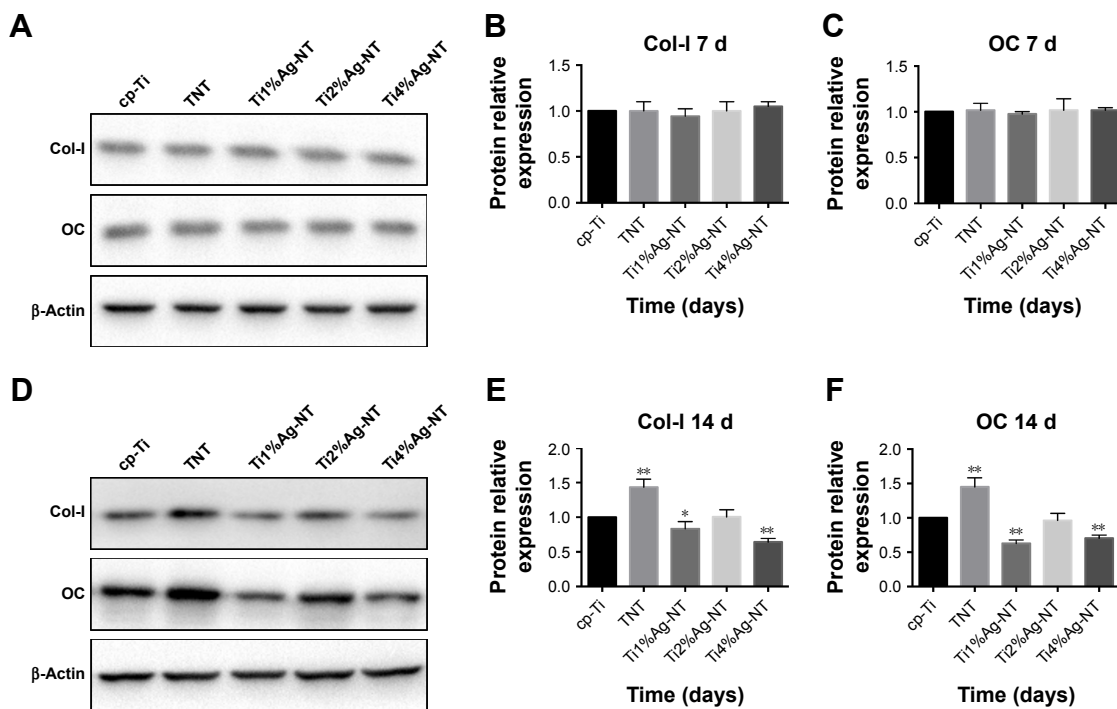 A
cp-Ti
TNT
Ti1%Ag-NT
Ti2%Ag-NT
Ti4%Ag-NT
Col-I
OC
β-Actin
B
Col-I 7 d
Protein relative
expression
1.5
1.0
0.5
0.0
cp-Ti
TNT
Ti1%Ag-NT
Ti2%Ag-NT
Ti4%Ag-NT
Time (days)
C
OC 7 d
Protein relative
expression
1.5
1.0
0.5
0.0
cp-Ti
TNT
Ti1%Ag-NT
Ti2%Ag-NT
Ti4%Ag-NT
Time (days)
D
cp-Ti
TNT
Ti1%Ag-NT
Ti2%Ag-NT
Ti4%Ag-NT
Col-I
OC
β-Actin
E
Col-I 14 d
Protein relative
expression
2.0
1.5
1.0
0.5
0.0
**
*
**
cp-Ti
TNT
Ti1%Ag-NT
Ti2%Ag-NT
Ti4%Ag-NT
Time (days)
F
OC 14 d
Protein relative
expression
2.0
1.5
1.0
0.5
0.0
**
**
**
cp-Ti
TNT
Ti1%Ag-NT
Ti2%Ag-NT
Ti4%Ag-NT
Time (days)